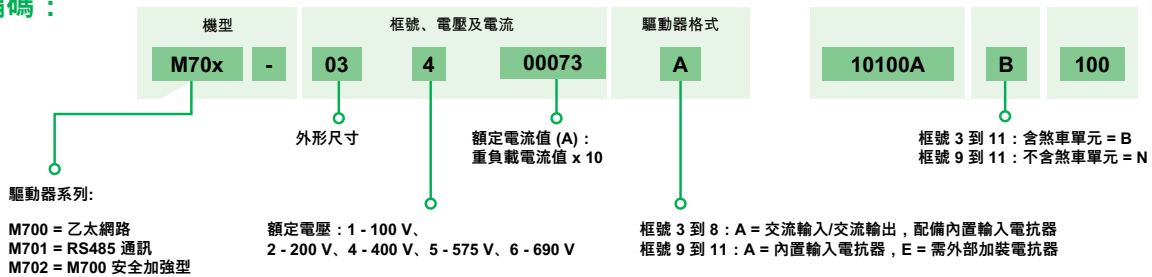 碼：
機型
框號、電壓及電流
驅動器格式
M70x - 03 4 00073 A 10100A B 100
外形尺寸
額定電流值 (A)：
重負載電流值 x 10
框號 3 到 11：含煞車單元 = B
框號 9 到 11：不含煞車單元 = N
驅動器系列:
M700 = 乙太網路
M701 = RS485 通訊
M702 = M700 安全加強型
額定電壓：1 - 100 V、
2 - 200 V、4 - 400 V、5 - 575 V、6 - 690 V
框號 3 到 8：A = 交流輸入/交流輸出，配備內置輸入電抗器
框號 9 到 11：A = 內置輸入電抗器，E = 需外部加裝電抗器